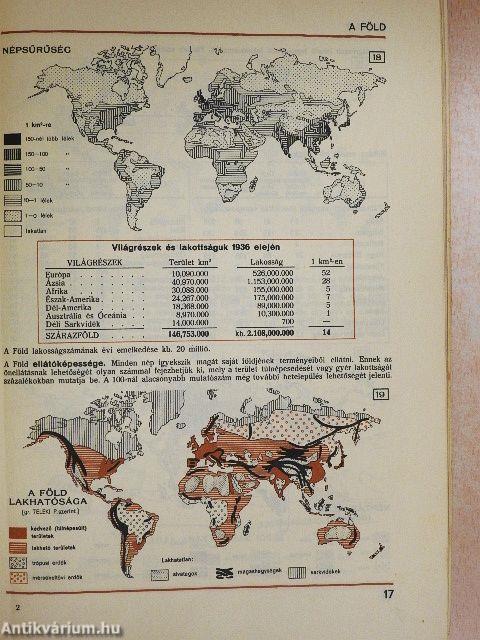 A FÖLD
NÉPSŰRŰSÉG
18
1 km²-re
150-nél több lélek
150—100 "
100—50 "
50—10 "
10—1 lélek
1—0 lélek
lakatlan
Világrészek és lakottságuk 1936 elején
VILÁGRÉSZEK Terület km² Lakosság 1 km²-en
Európa 10,090.000 526,000.000 52
Ázsia 40,970.000 1.153,000.000 28
Afrika 30,088.000 155,000.000 5
Észak-Amerika 24,267.000 175,000.000 7
Dél-Amerika 18,368.000 89,000.000 5
Ausztrália és Óceánia 8,970.000 10,300.000 1
Déli Sarkvidék 14,000.000 700 —
SZÁRAZFÖLD 146,753.000 kb. 2.108,000.000 14
A Föld lakosságszámának évi emelkedése kb. 20 millió.
A Föld ellátóképessége. Minden nép igyekszik magát saját földjének terményeiből ellátni. Ennek az
önellátásnak lehetőségét olyan számmal fejezhetjük ki, mely a terület túlnépesedését vagy gyér lakottságát
százalékokban mutatja be. A 100-nál alacsonyabb mutatószám még további betelepülés lehetőségét jelenti.
19
A FÖLD
LAKHATÓSÁGA
(gr. TELEKI P. szerint.)
kedvező (túlnépesült)
területek
lakható területek
trópusi erdők
mérsékeltövi erdők
Lakhatatlan:
sivatagok
magashegységek
sarkvidékek
2
17
Antikvárium.hu